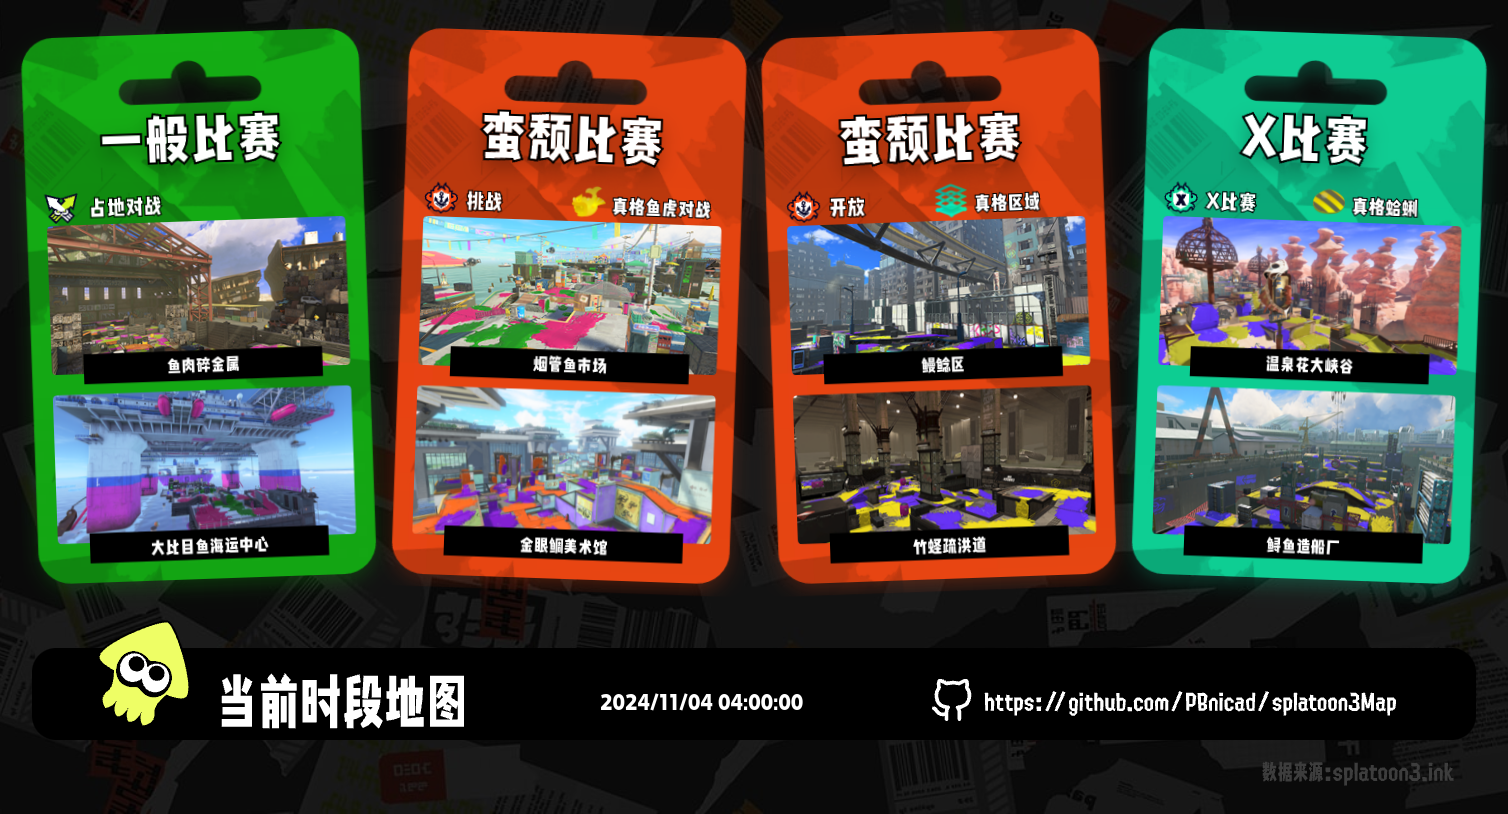 一般比赛
占地对战
鱼肉碎金属
大比目鱼海运中心
蛮颓比赛
挑战
真格鱼虎对战
烟管鱼市场
金眼鲷美术馆
蛮颓比赛
开放
真格区域
鳗鲶区
竹蛏疏洪道
X比赛
X比赛
真格蛤蜊
温泉花大峡谷
鲟鱼造船厂
当前时段地图
2024/11/04 04:00:00
https://github.com/PBnicad/splatoon3Map
数据来源:splatoon3.ink